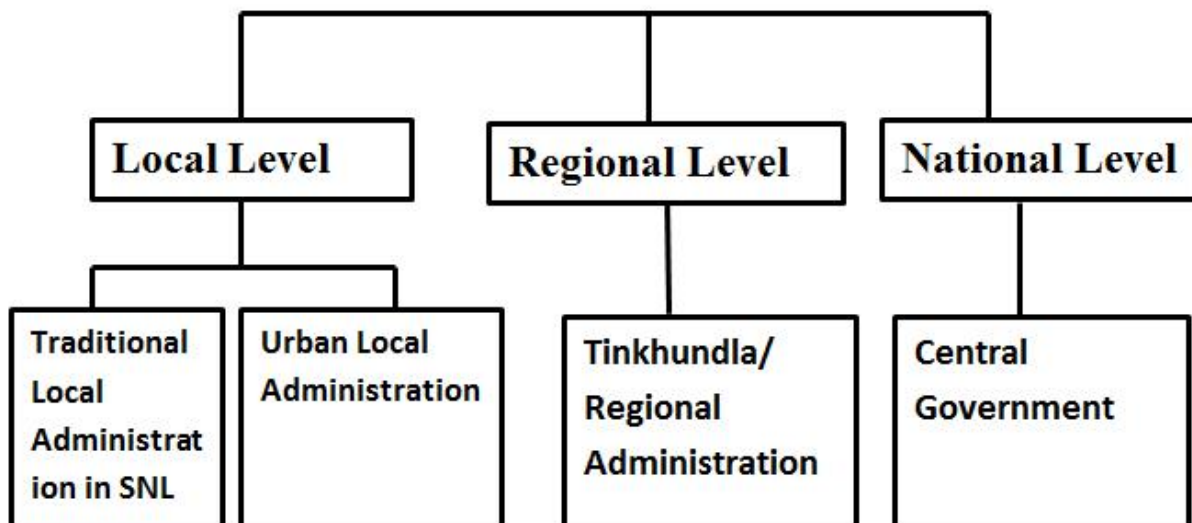 Local Level
Regional Level
National Level
Traditional
Local
Administrat
ion in SNL
Urban Local
Administration
Tinkhundla/
Regional
Administration
Central
Government